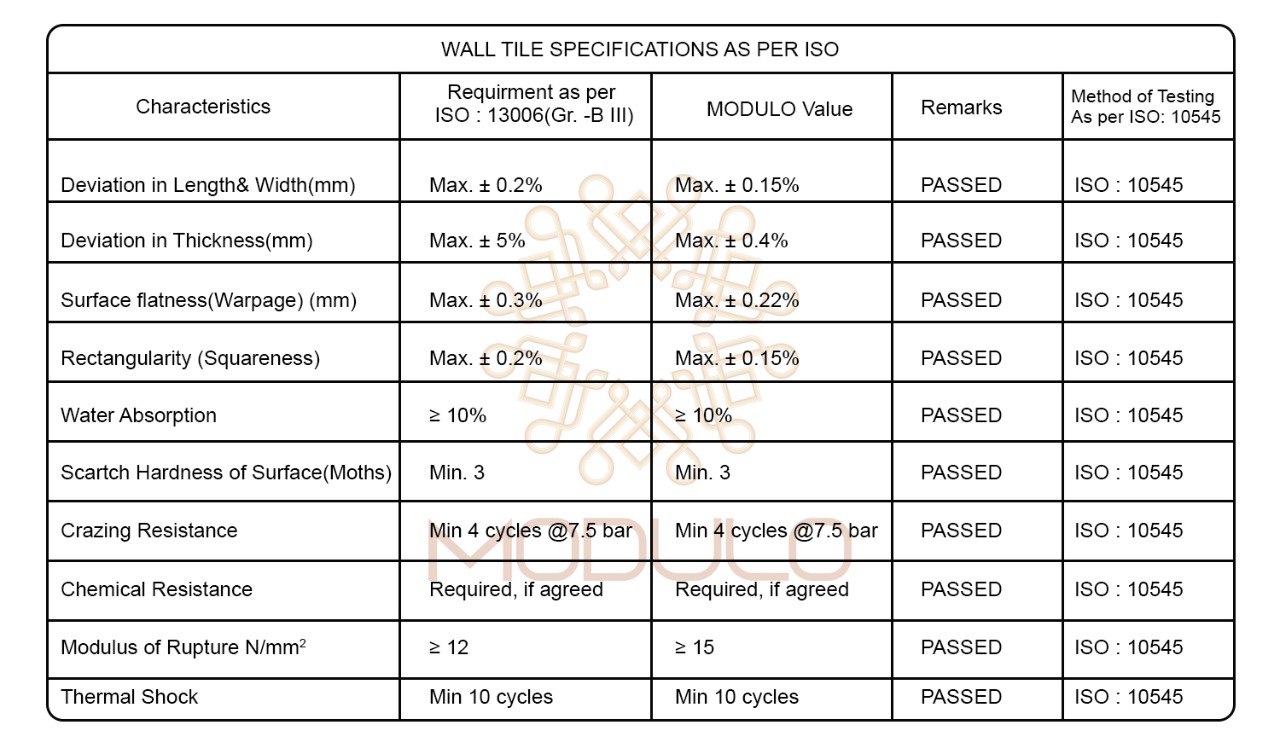 WALL TILE SPECIFICATIONS AS PER ISO
Characteristics
Requirment as per
ISO : 13006(Gr. -B III)
MODULO Value
Remarks
Method of Testing
As per ISO: 10545
Deviation in Length& Width(mm) Max. ± 0.2% Max. ± 0.15% PASSED ISO : 10545
Deviation in Thickness(mm) Max. ± 5% Max. ± 0.4% PASSED ISO : 10545
Surface flatness(Warpage) (mm) Max. ± 0.3% Max. ± 0.22% PASSED ISO : 10545
Rectangularity (Squareness) Max. ± 0.2% Max. ± 0.15% PASSED ISO : 10545
Water Absorption ≥ 10% ≥ 10% PASSED ISO : 10545
Scartch Hardness of Surface(Moths) Min. 3 Min. 3 PASSED ISO : 10545
Crazing Resistance Min 4 cycles @7.5 bar Min 4 cycles @7.5 bar PASSED ISO : 10545
MODULO
Chemical Resistance Required, if agreed Required, if agreed PASSED ISO : 10545
Modulus of Rupture N/mm² ≥ 12 ≥ 15 PASSED ISO : 10545
Thermal Shock Min 10 cycles Min 10 cycles PASSED ISO : 10545